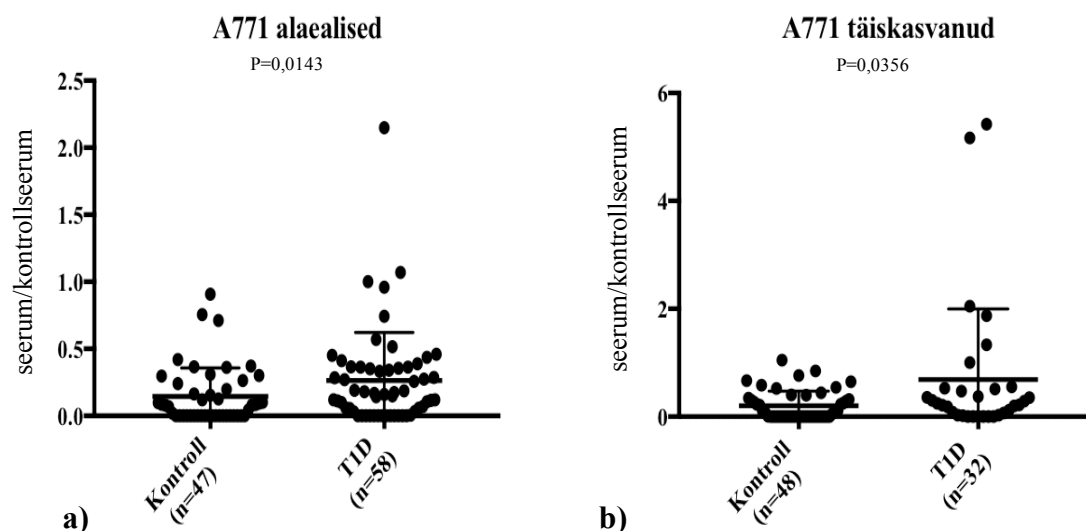 A771 alaealised
P=0,0143
2.5
2.0
1.5
1.0
0.5
0.0
seerum/kontrollseerum
Kontroll
(n=47)
T1D
(n=58)
a)
A771 täiskasvanud
P=0,0356
6
4
2
0
seerum/kontrollseerum
Kontroll
(n=48)
T1D
(n=32)
b)